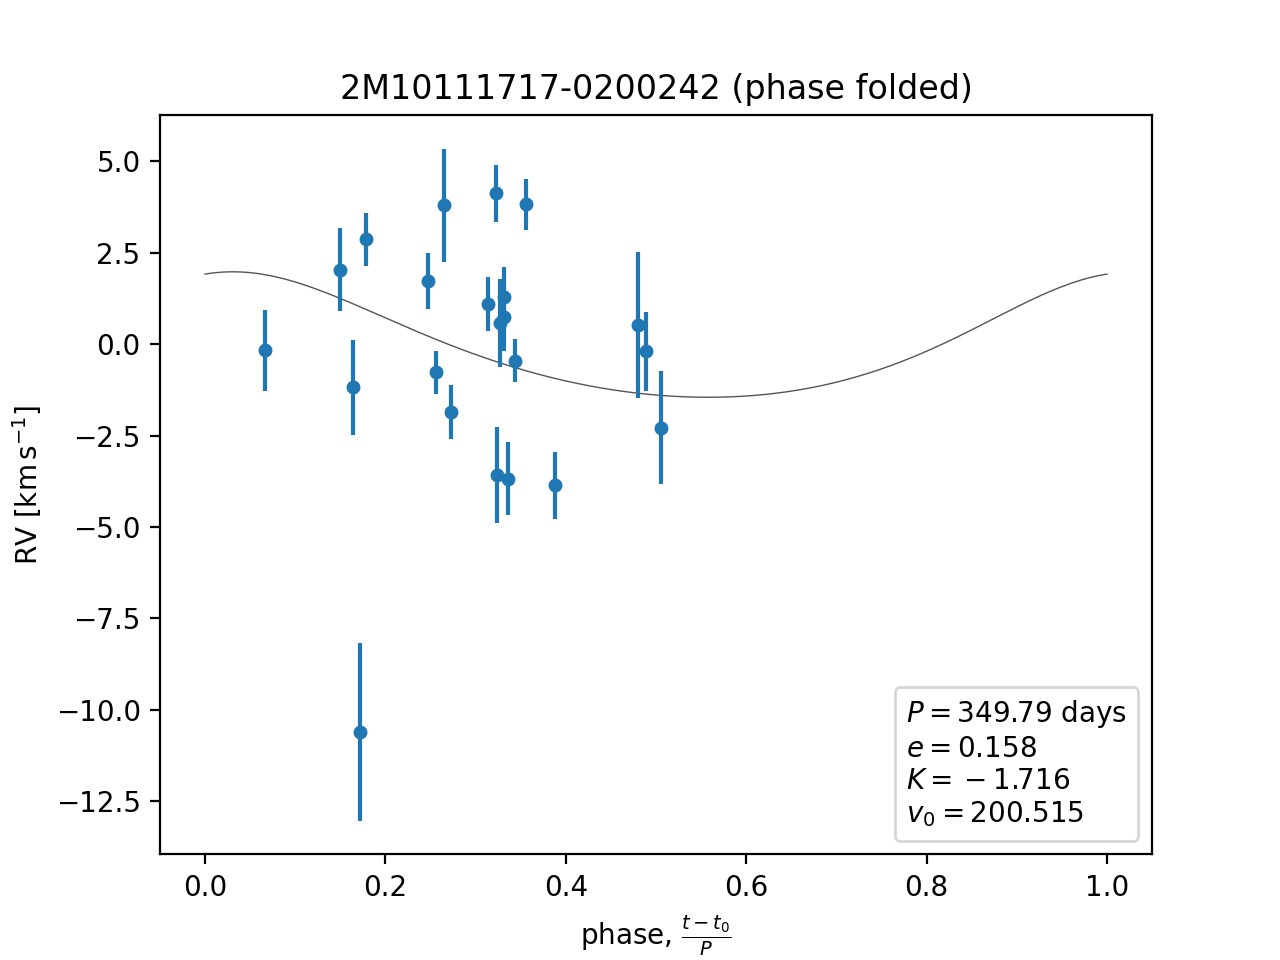 2M10111717-0200242 (phase folded)
RV [km s⁻¹]
5.0
2.5
0.0
−2.5
−5.0
−7.5
−10.0
−12.5
P = 349.79 days
e = 0.158
K = −1.716
v₀ = 200.515
0.0 0.2 0.4 0.6 0.8 1.0
phase, (t − t₀)/P